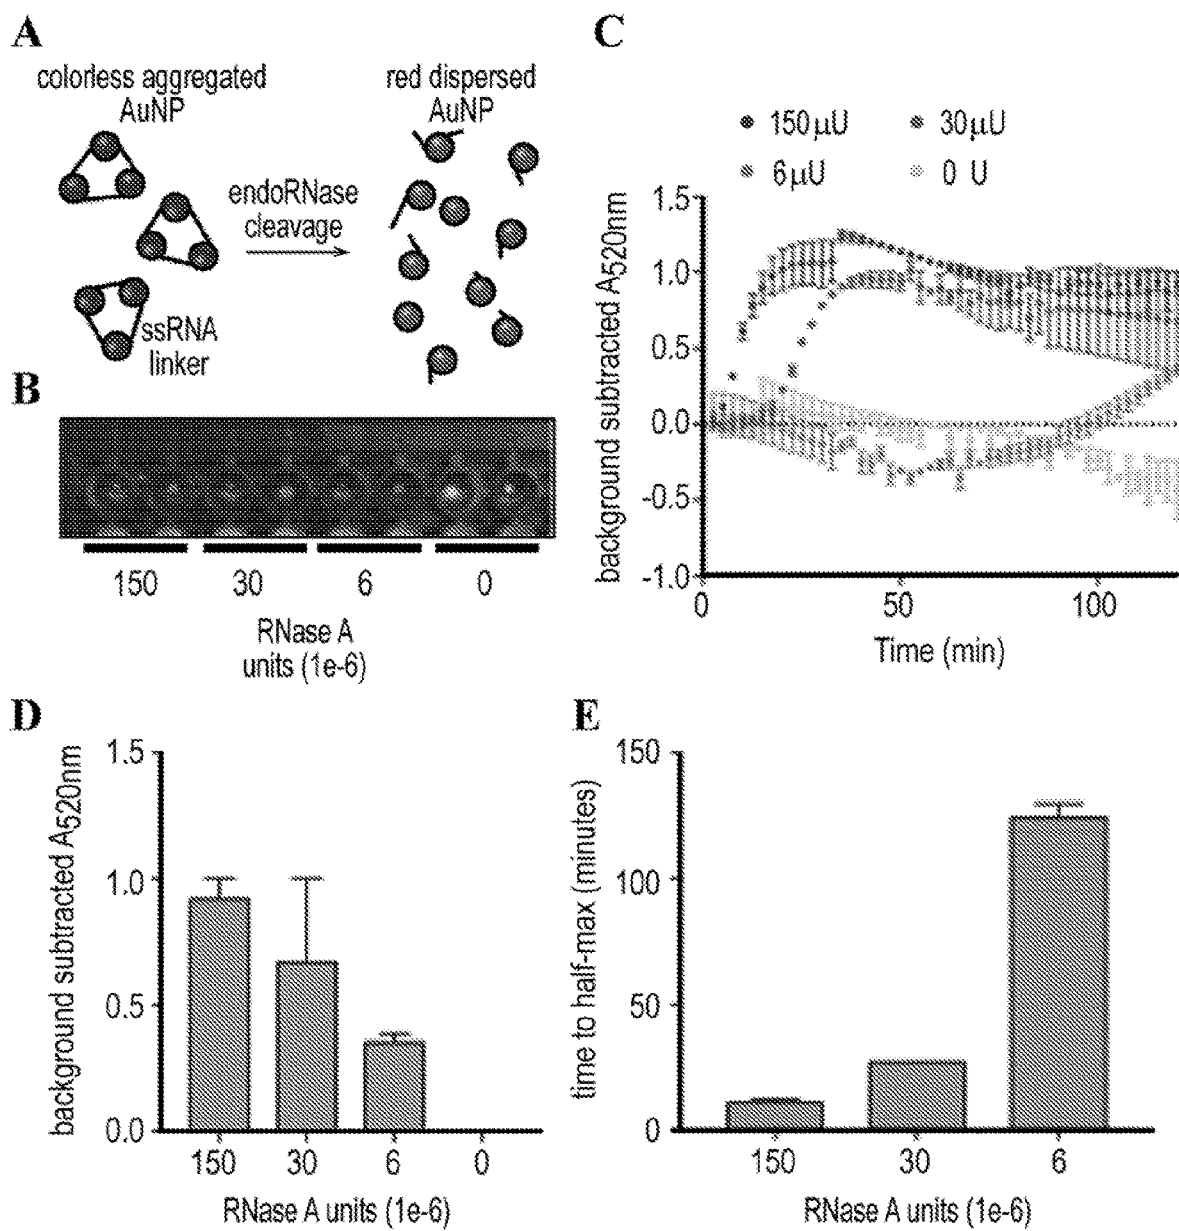 A
colorless aggregated
AuNP
red dispersed
AuNP
endoRNase
cleavage
ssRNA
linker
B
150 30 6 0
RNase A
units (1e-6)
C
150µU 30µU
6µU 0 U
1.5
1.0
0.5
0.0
-0.5
-1.0
background subtracted A520nm
0 50 100
Time (min)
D
1.5
1.0
0.5
0.0
background subtracted A520nm
150 30 6 0
RNase A units (1e-6)
E
150
100
50
0
time to half-max (minutes)
150 30 6
RNase A units (1e-6)